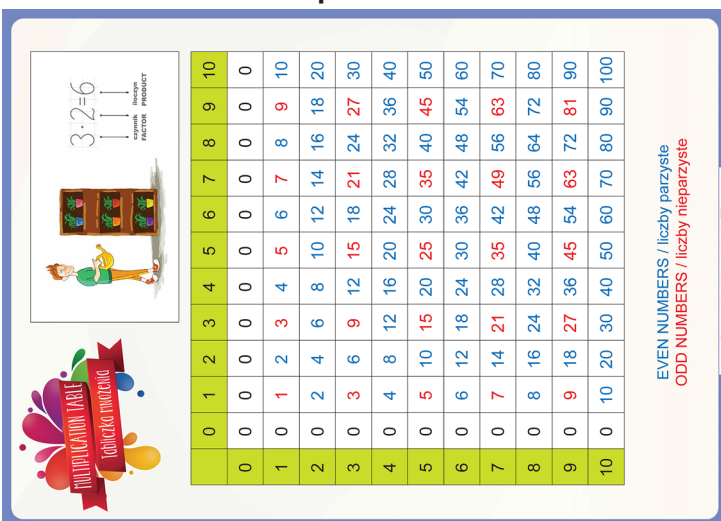 MULTIPLICATION TABLE
Tabliczka mnożenia
3·2=6
czynnik iloczyn
FACTOR PRODUCT
0 1 2 3 4 5 6 7 8 9 10
0 0 0 0 0 0 0 0 0 0 0 0
1 0 1 2 3 4 5 6 7 8 9 10
2 0 2 4 6 8 10 12 14 16 18 20
3 0 3 6 9 12 15 18 21 24 27 30
4 0 4 8 12 16 20 24 28 32 36 40
5 0 5 10 15 20 25 30 35 40 45 50
6 0 6 12 18 24 30 36 42 48 54 60
7 0 7 14 21 28 35 42 49 56 63 70
8 0 8 16 24 32 40 48 56 64 72 80
9 0 9 18 27 36 45 54 63 72 81 90
10 0 10 20 30 40 50 60 70 80 90 100
EVEN NUMBERS / liczby parzyste
ODD NUMBERS / liczby nieparzyste